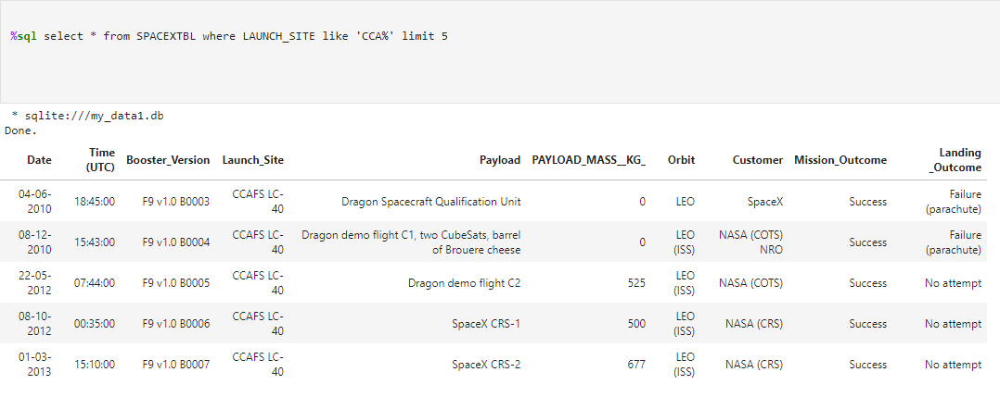 %sql select * from SPACEXTBL where LAUNCH_SITE like 'CCA%' limit 5
* sqlite:///my_data1.db
Done.
Date Time (UTC) Booster_Version Launch_Site Payload PAYLOAD_MASS__KG_ Orbit Customer Mission_Outcome Landing _Outcome
04-06-2010 18:45:00 F9 v1.0 B0003 CCAFS LC-40 Dragon Spacecraft Qualification Unit 0 LEO SpaceX Success Failure (parachute)
08-12-2010 15:43:00 F9 v1.0 B0004 CCAFS LC-40 Dragon demo flight C1, two CubeSats, barrel of Brouere cheese 0 LEO (ISS) NASA (COTS) NRO Success Failure (parachute)
22-05-2012 07:44:00 F9 v1.0 B0005 CCAFS LC-40 Dragon demo flight C2 525 LEO (ISS) NASA (COTS) Success No attempt
08-10-2012 00:35:00 F9 v1.0 B0006 CCAFS LC-40 SpaceX CRS-1 500 LEO (ISS) NASA (CRS) Success No attempt
01-03-2013 15:10:00 F9 v1.0 B0007 CCAFS LC-40 SpaceX CRS-2 677 LEO (ISS) NASA (CRS) Success No attempt